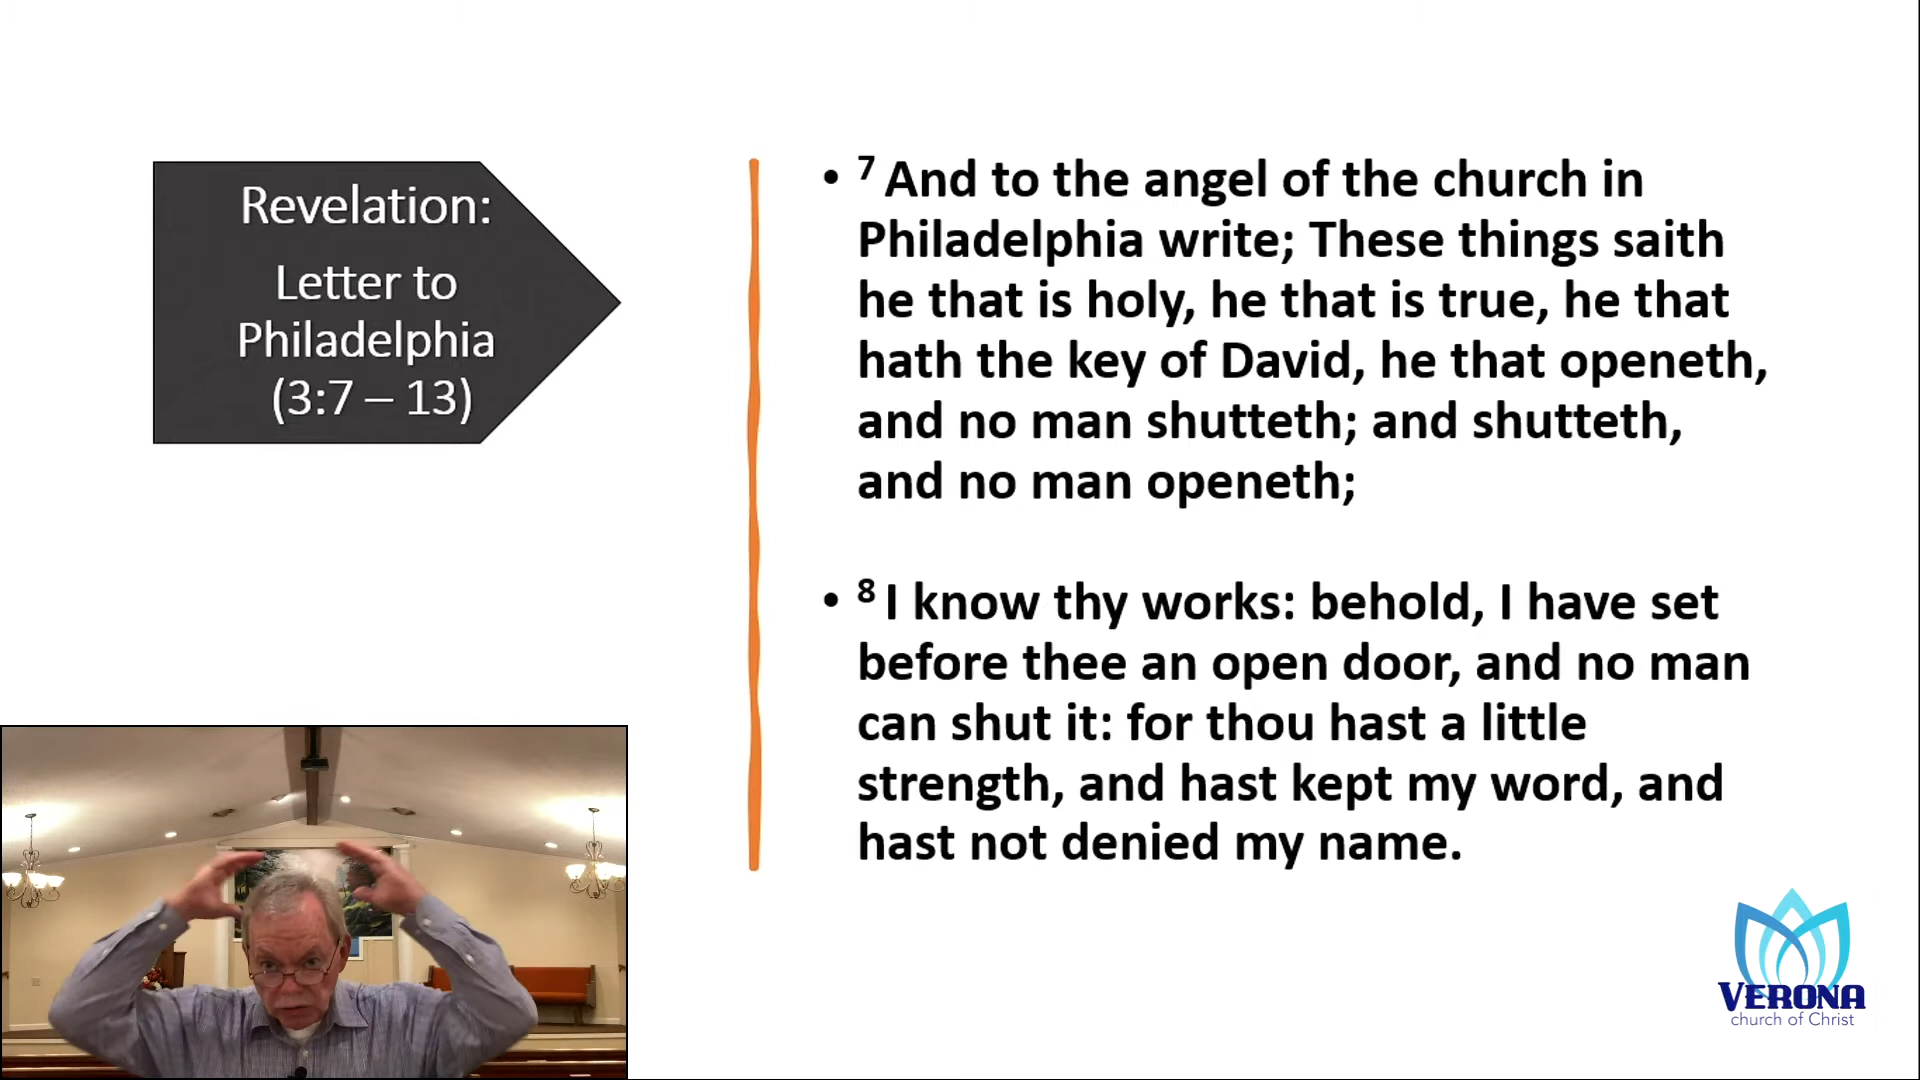 Revelation:
Letter to
Philadelphia
(3:7 – 13)
• 7 And to the angel of the church in
Philadelphia write; These things saith
he that is holy, he that is true, he that
hath the key of David, he that openeth,
and no man shutteth; and shutteth,
and no man openeth;
• 8 I know thy works: behold, I have set
before thee an open door, and no man
can shut it: for thou hast a little
strength, and hast kept my word, and
hast not denied my name.
VERONA
church of Christ